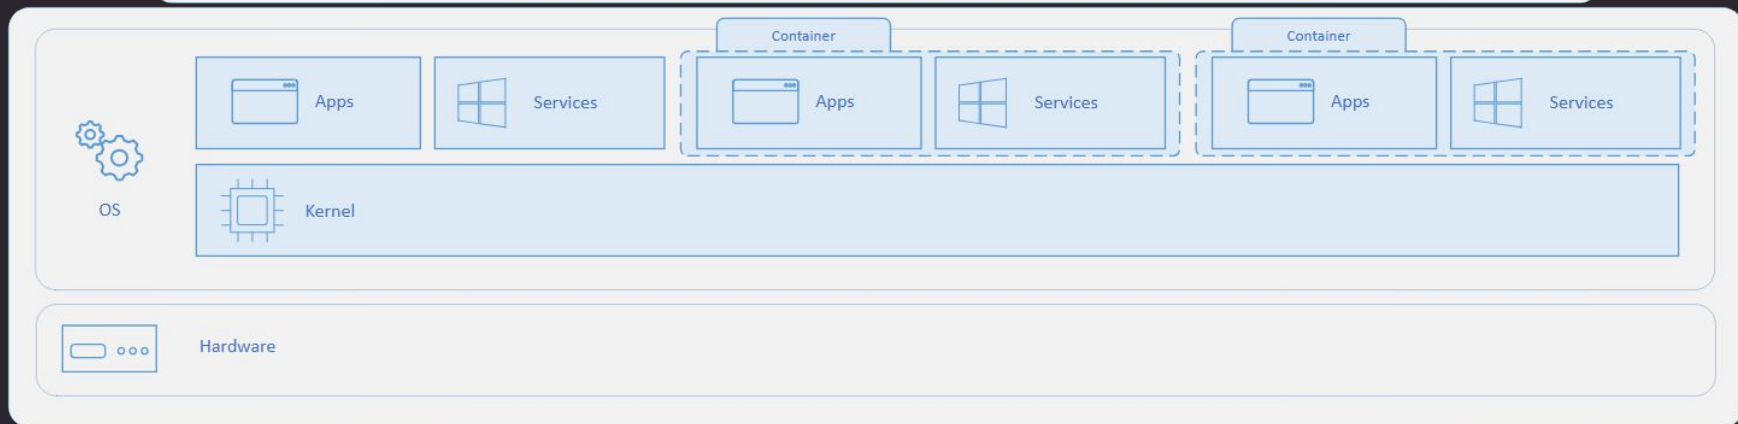 Container
Container
Apps
Services
Apps
Services
Apps
Services
OS
Kernel
Hardware